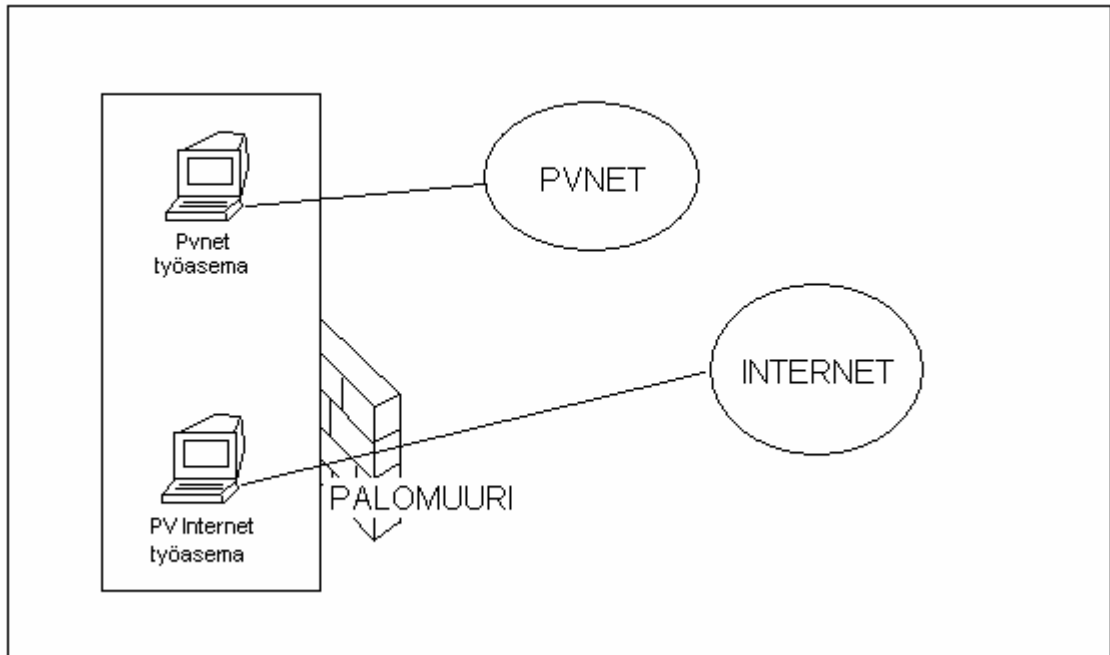 PVNET
Pvnet
työasema
INTERNET
PALOMUURI
PV Internet
työasema